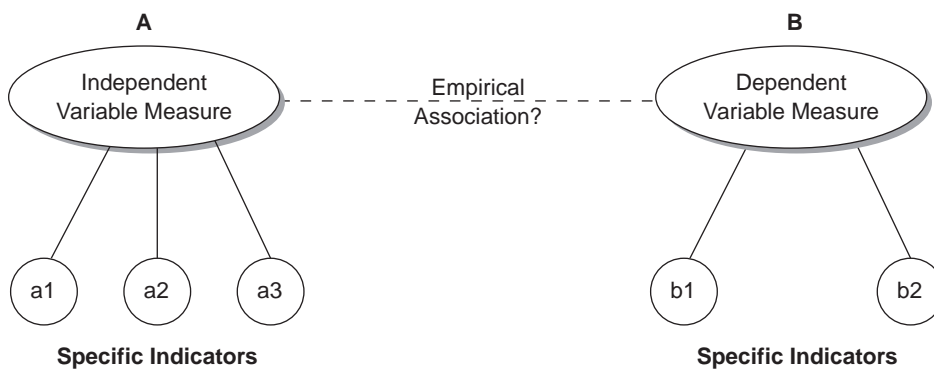 A
B
Independent
Variable Measure
Empirical
Association?
Dependent
Variable Measure
a1
a2
a3
b1
b2
Specific Indicators
Specific Indicators